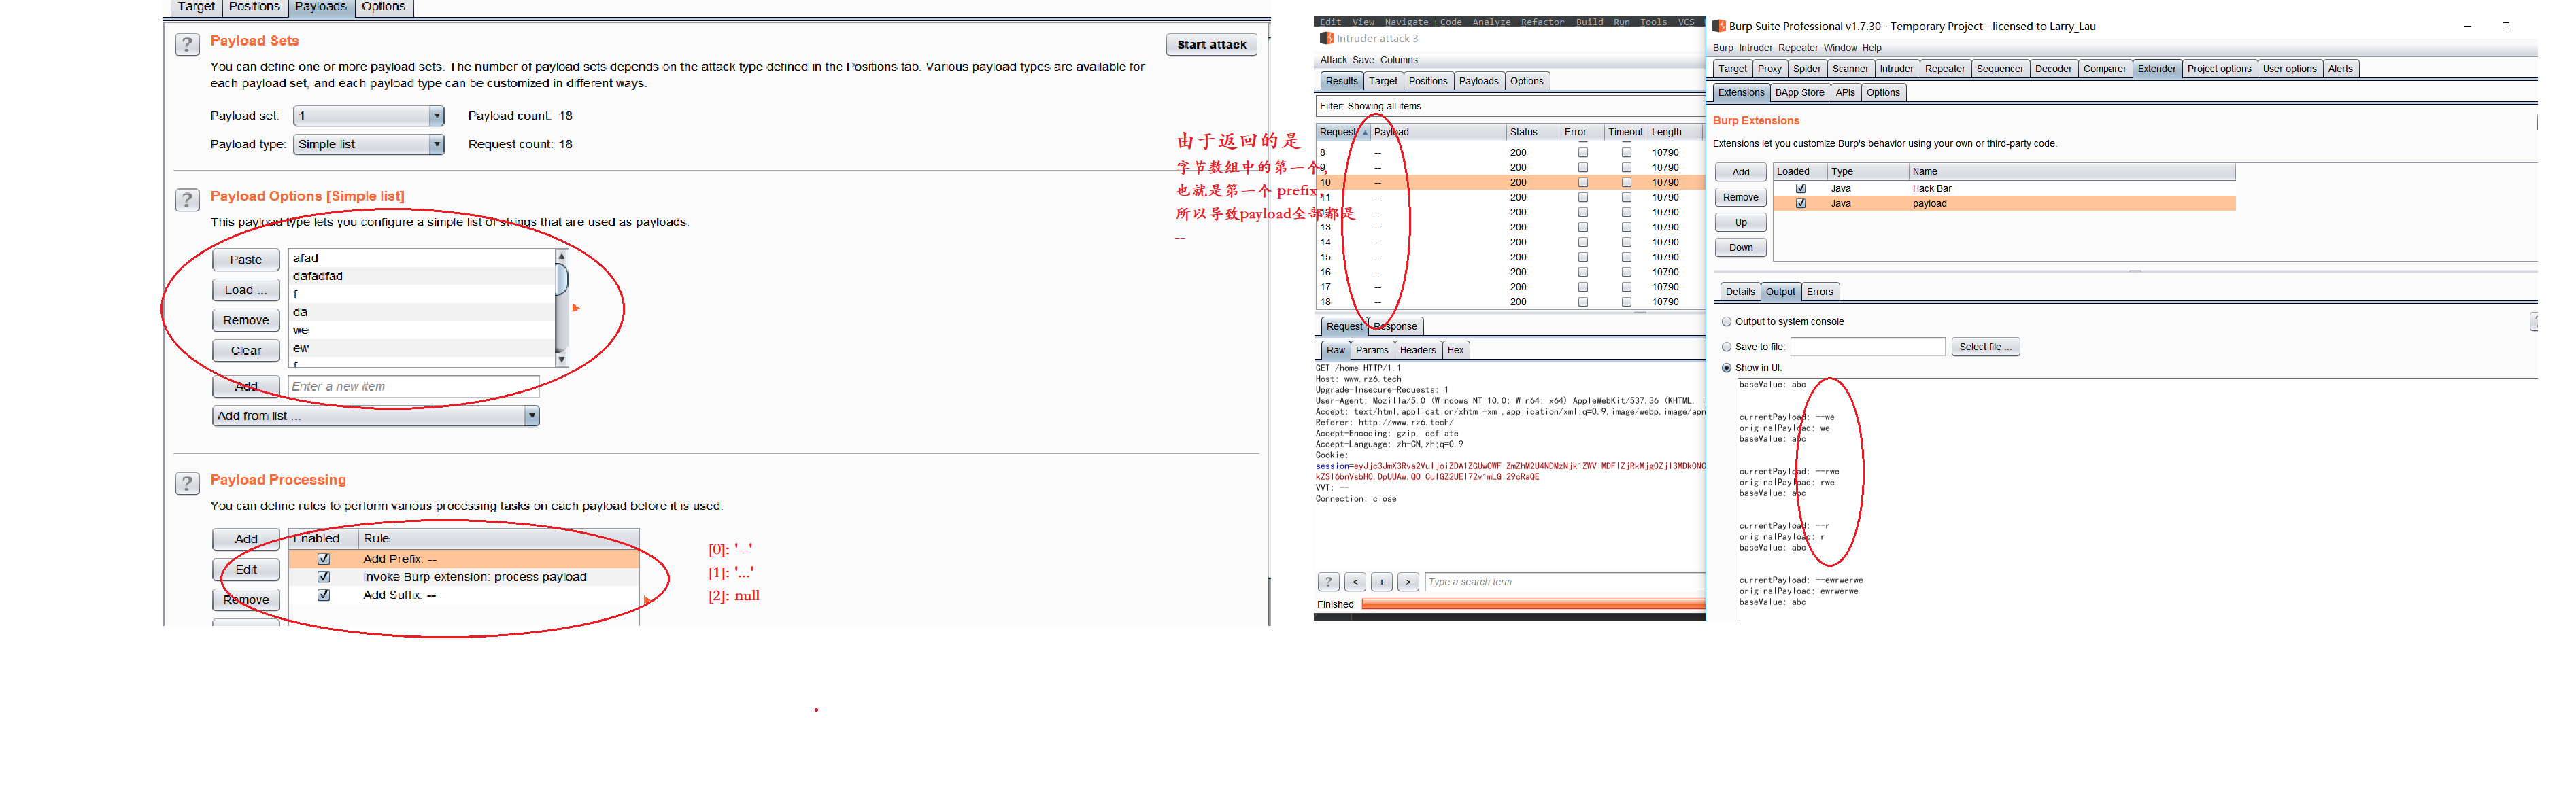 Target Positions Payloads Options
? Payload Sets
Start attack
You can define one or more payload sets. The number of payload sets depends on the attack type defined in the Positions tab. Various payload types are available for
each payload set, and each payload type can be customized in different ways.
Payload set: 1 Payload count: 18
Payload type: Simple list Request count: 18
? Payload Options [Simple list]
This payload type lets you configure a simple list of strings that are used as payloads.
Paste
Load ...
Remove
Clear
afad
dafadfad
f
da
we
ew
f
Add Enter a new item
Add from list ...
? Payload Processing
You can define rules to perform various processing tasks on each payload before it is used.
Add
Edit
Remove
Enabled Rule
Add Prefix: --
Invoke Burp extension: process payload
Add Suffix: --
[0]: '--'
[1]: '...'
[2]: null
由于返回的是
字节数组中的第一个,
也就是第一个 prefix,
所以导致payload全部都是
--
Edit View Navigate Code Analyze Refactor Build Run Tools VCS
Intruder attack 3
Attack Save Columns
Results Target Positions Payloads Options
Filter: Showing all items
Request Payload Status Error Timeout Length
8 -- 200 10790
9 -- 200 10790
10 -- 200 10790
11 -- 200 10790
-- 200 10790
13 -- 200 10790
14 -- 200 10790
15 -- 200 10790
16 -- 200 10790
17 -- 200 10790
18 -- 200 10790
Request Response
Raw Params Headers Hex
GET /home HTTP/1.1
Host: www.rz6.tech
Upgrade-Insecure-Requests: 1
User-Agent: Mozilla/5.0 (Windows NT 10.0; Win64; x64) AppleWebKit/537.36 (KHTML, l
Accept: text/html,application/xhtml+xml,application/xml;q=0.9,image/webp,image/apn
Referer: http://www.rz6.tech/
Accept-Encoding: gzip, deflate
Accept-Language: zh-CN,zh;q=0.9
Cookie:
VVT: --
Connection: close
? < + > Type a search term
Finished
Burp Suite Professional v1.7.30 - Temporary Project - licensed to Larry_Lau
Burp Intruder Repeater Window Help
Target Proxy Spider Scanner Intruder Repeater Sequencer Decoder Comparer Extender Project options User options Alerts
Extensions BApp Store APIs Options
Burp Extensions
Extensions let you customize Burp's behavior using your own or third-party code.
Add
Remove
Up
Down
Loaded Type Name
Java Hack Bar
Java payload
Details Output Errors
Output to system console
Save to file: Select file ...
Show in UI:
baseValue: abc
currentPayload: --we
originalPayload: we
baseValue: abc
currentPayload: --rwe
originalPayload: rwe
baseValue: abc
currentPayload: --r
originalPayload: r
baseValue: abc
currentPayload: --ewrwerwe
originalPayload: ewrwerwe
baseValue: abc